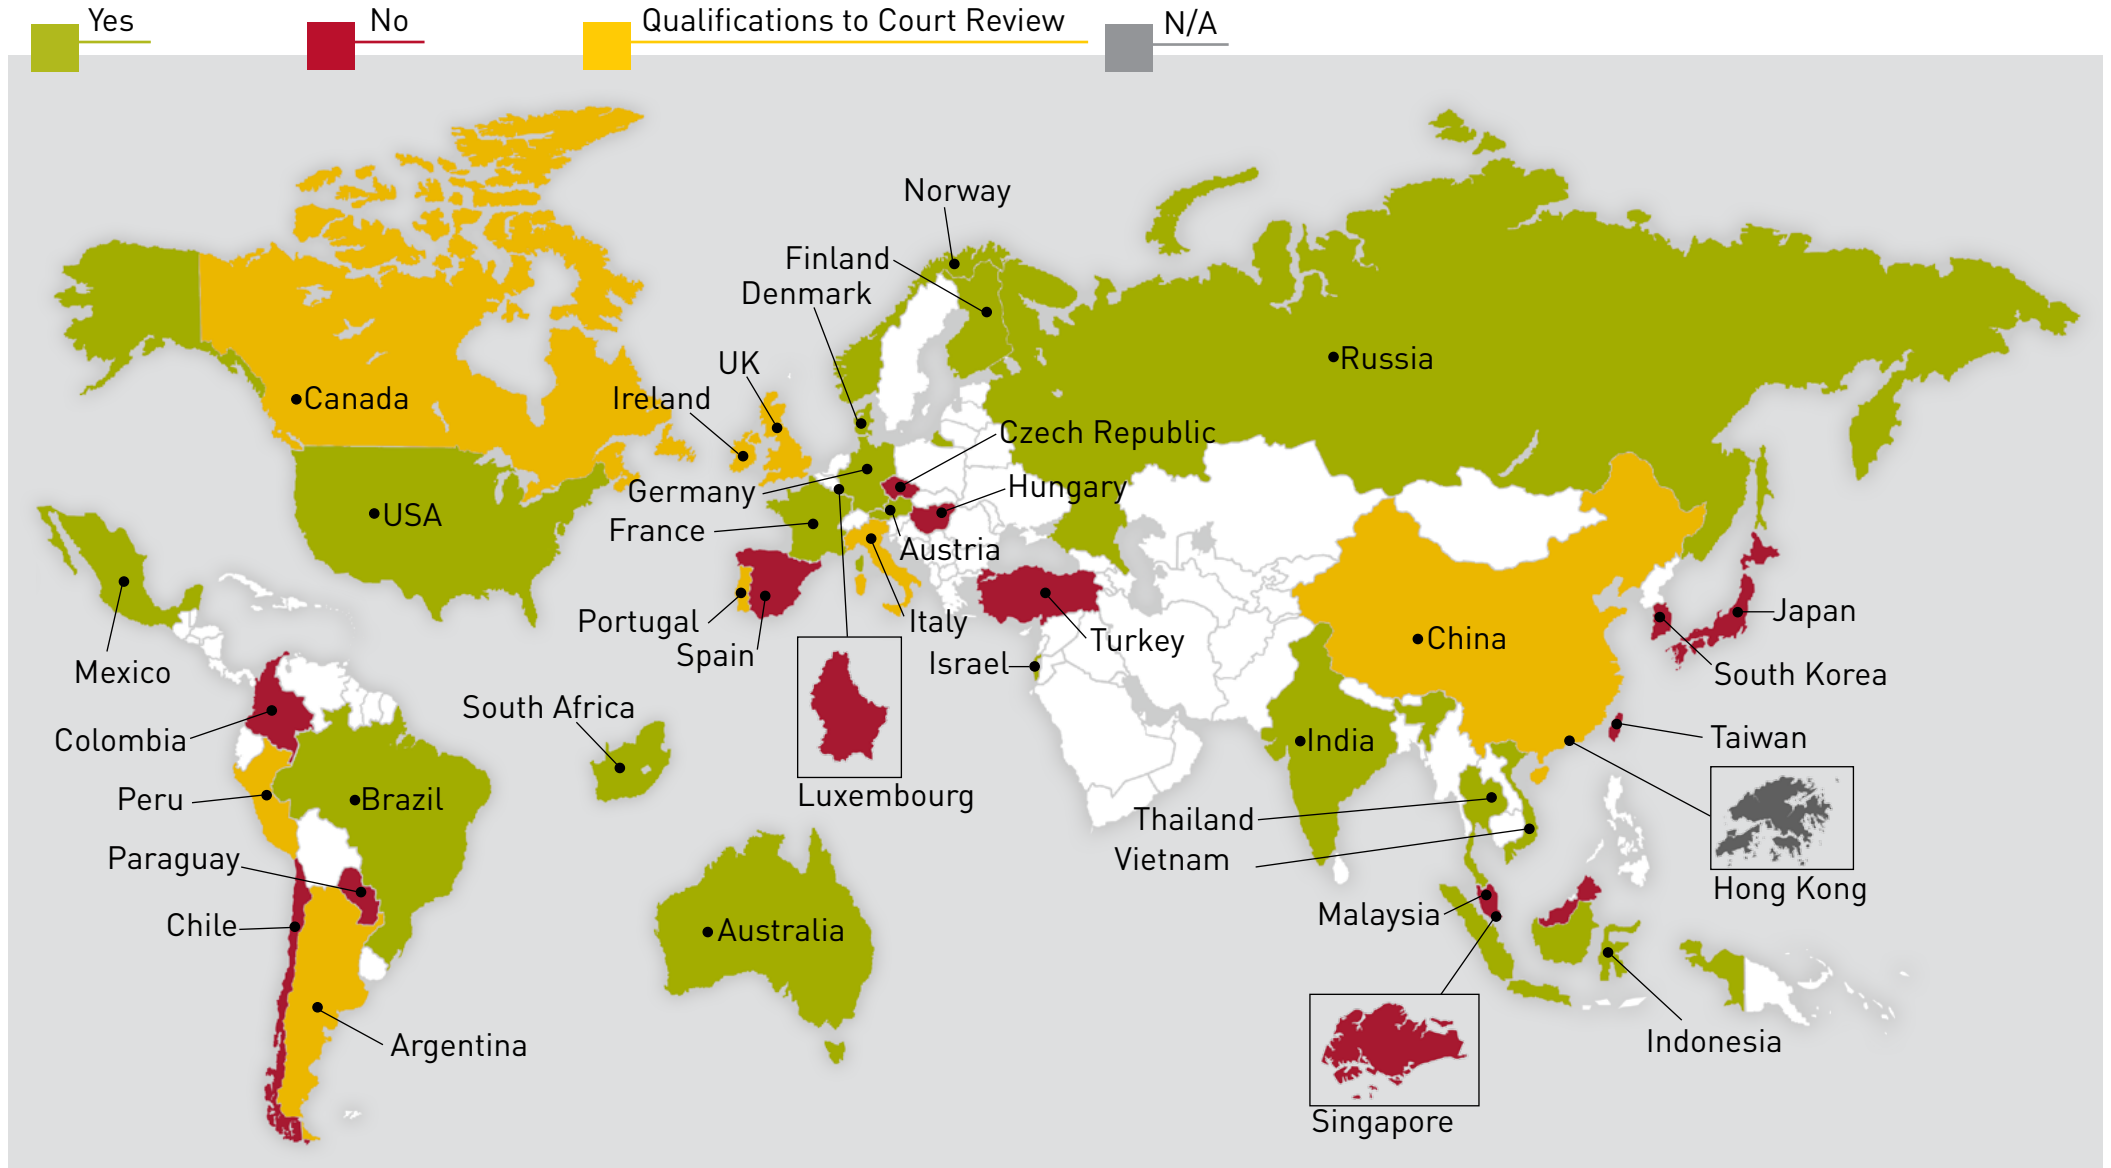 Yes
No
Qualifications to Court Review
N/A
Norway
Finland
Denmark
UK
Ireland
Canada
Russia
Czech Republic
Hungary
Germany
USA
France
Austria
Portugal
Italy
Spain
Turkey
Israel
China
Japan
South Korea
Mexico
South Africa
Colombia
Taiwan
India
Luxembourg
Peru
Brazil
Thailand
Vietnam
Paraguay
Hong Kong
Chile
Australia
Malaysia
Argentina
Indonesia
Singapore